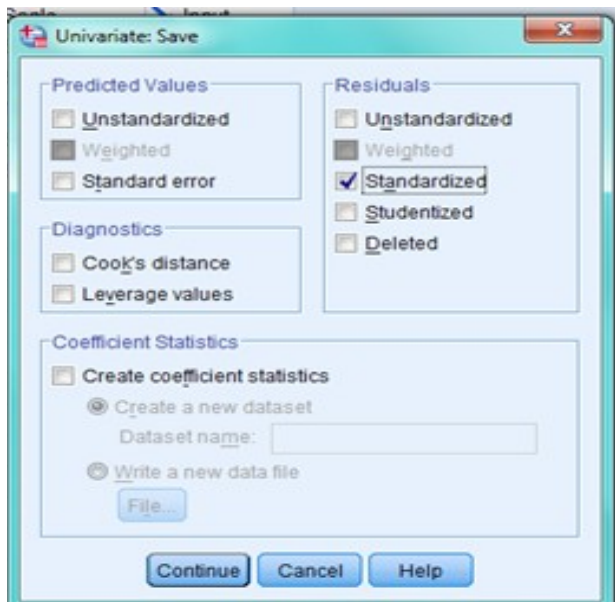 Univariate: Save
Predicted Values
Unstandardized
Weighted
Standard error
Diagnostics
Cook's distance
Leverage values
Residuals
Unstandardized
Weighted
Standardized
Studentized
Deleted
Coefficient Statistics
Create coefficient statistics
Create a new dataset
Dataset name:
Write a new data file
File...
Continue Cancel Help